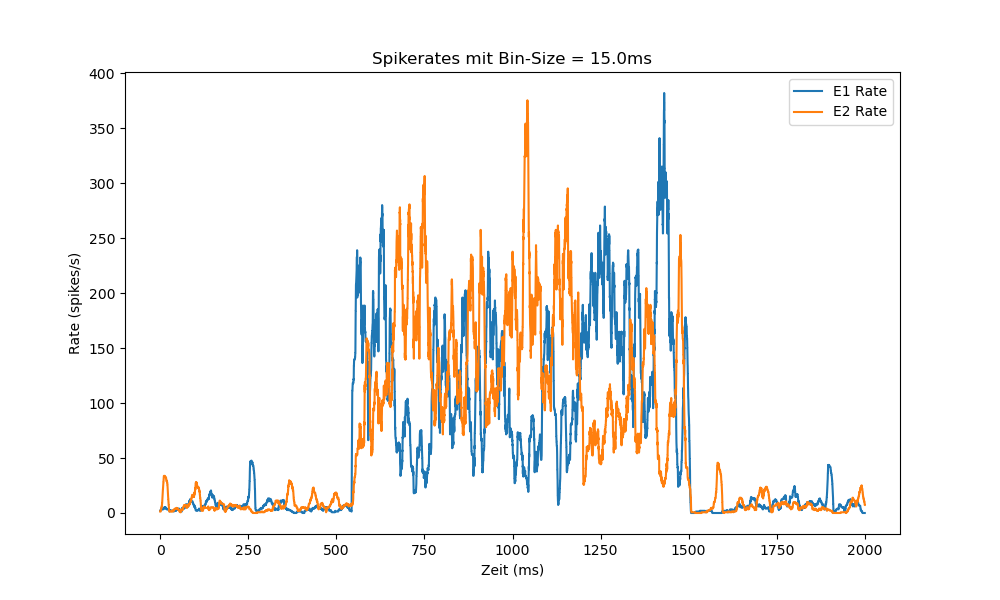 Spikerates mit Bin-Size = 15.0ms
400
350
300
250
200
150
100
50
0
Rate (spikes/s)
E1 Rate
E2 Rate
0 250 500 750 1000 1250 1500 1750 2000
Zeit (ms)